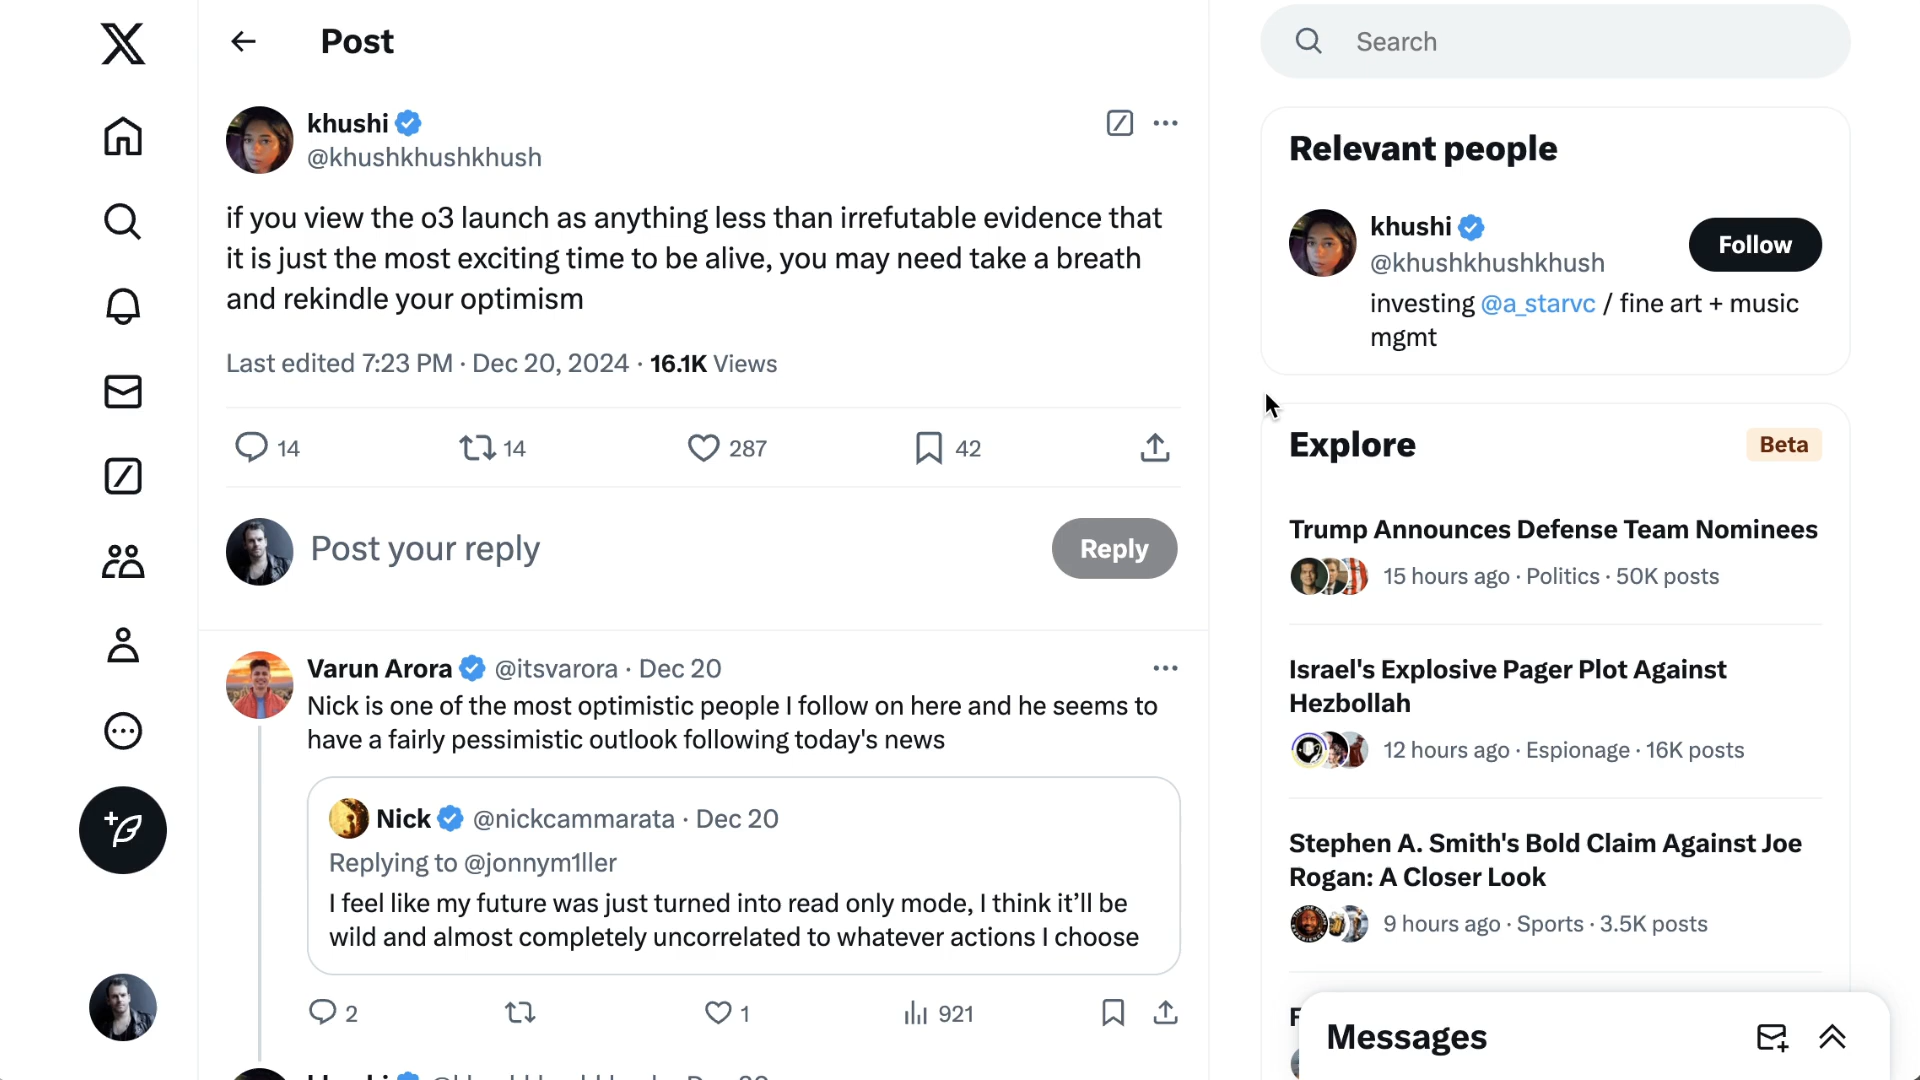 Post
khushi
@khushkhushkhush
if you view the o3 launch as anything less than irrefutable evidence that
it is just the most exciting time to be alive, you may need take a breath
and rekindle your optimism
Last edited 7:23 PM · Dec 20, 2024 · 16.1K Views
14 14 287 42
Post your reply
Reply
Varun Arora @itsvarora · Dec 20
Nick is one of the most optimistic people I follow on here and he seems to
have a fairly pessimistic outlook following today's news
Nick @nickcammarata · Dec 20
Replying to @jonnym1ller
I feel like my future was just turned into read only mode, I think it’ll be
wild and almost completely uncorrelated to whatever actions I choose
2 1 921
Search
Relevant people
khushi
@khushkhushkhush
Follow
investing @a_starvc / fine art + music
mgmt
Explore
Beta
Trump Announces Defense Team Nominees
15 hours ago · Politics · 50K posts
Israel's Explosive Pager Plot Against
Hezbollah
12 hours ago · Espionage · 16K posts
Stephen A. Smith's Bold Claim Against Joe
Rogan: A Closer Look
9 hours ago · Sports · 3.5K posts
Messages